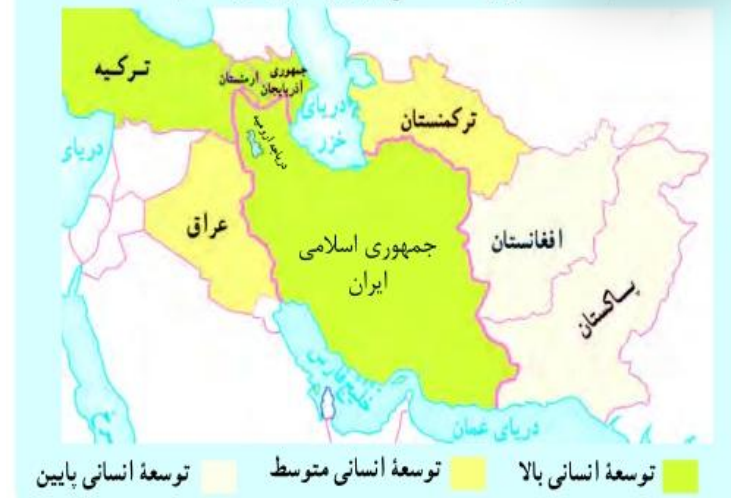 ترکیه
ارمنستان
جمهوری
آذربایجان
دریای
خزر
ترکمنستان
دریاچه ارومیه
دریای
عراق
جمهوری اسلامی
ایران
افغانستان
پاکستان
خلیج فارس
دریای عمان
توسعهٔ انسانی بالا
توسعهٔ انسانی متوسط
توسعهٔ انسانی پایین